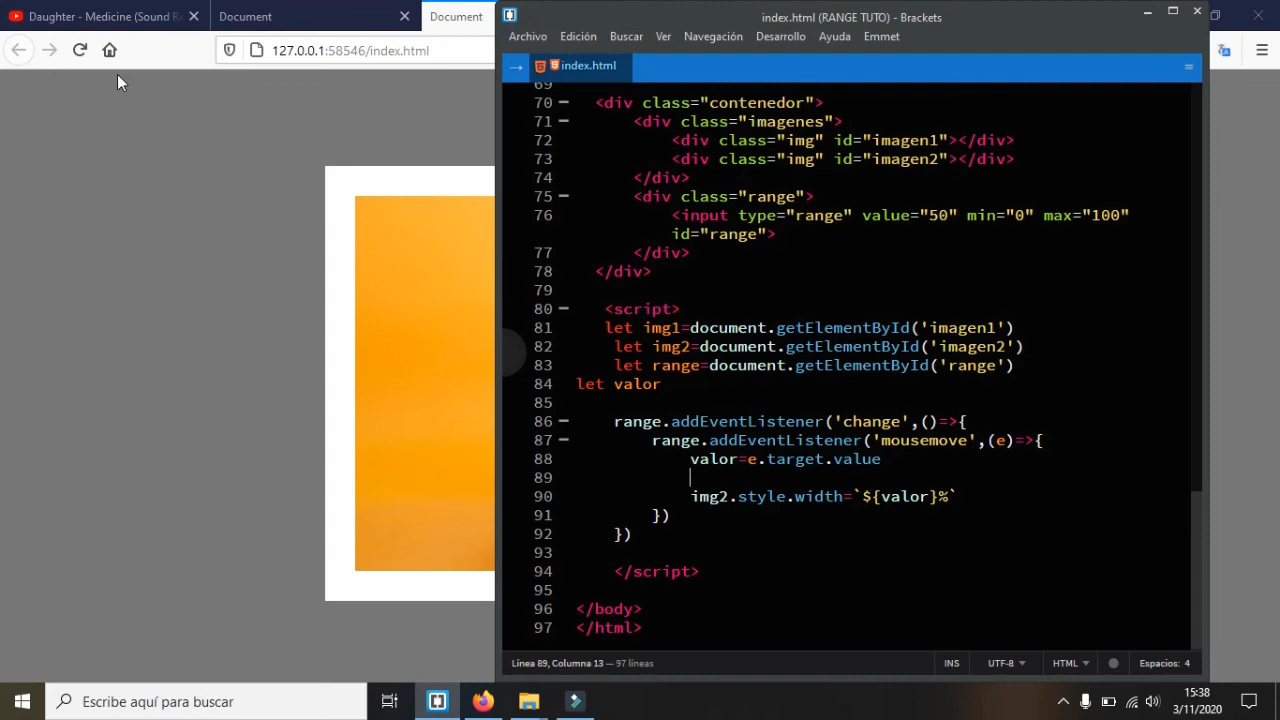 Daughter - Medicine (Sound R
Document
Document
index.html (RANGE TUTO) - Brackets
127.0.0.1:58546/index.html
Archivo Edición Buscar Ver Navegación Desarrollo Ayuda Emmet
index.html
69
70 <div class="contenedor">
71 <div class="imagenes">
72 <div class="img" id="imagen1"></div>
73 <div class="img" id="imagen2"></div>
74 </div>
75 <div class="range">
76 <input type="range" value="50" min="0" max="100"
id="range">
77 </div>
78 </div>
79
80 <script>
81 let img1=document.getElementById('imagen1')
82 let img2=document.getElementById('imagen2')
83 let range=document.getElementById('range')
84 let valor
85
86 range.addEventListener('change',()=>{
87 range.addEventListener('mousemove',(e)=>{
88 valor=e.target.value
89
90 img2.style.width=`${valor}%`
91 })
92 })
93
94 </script>
95
96 </body>
97 </html>
Línea 89, Columna 13 — 97 líneas
INS
UTF-8
HTML
Espacios: 4
Escribe aquí para buscar
15:38
3/11/2020